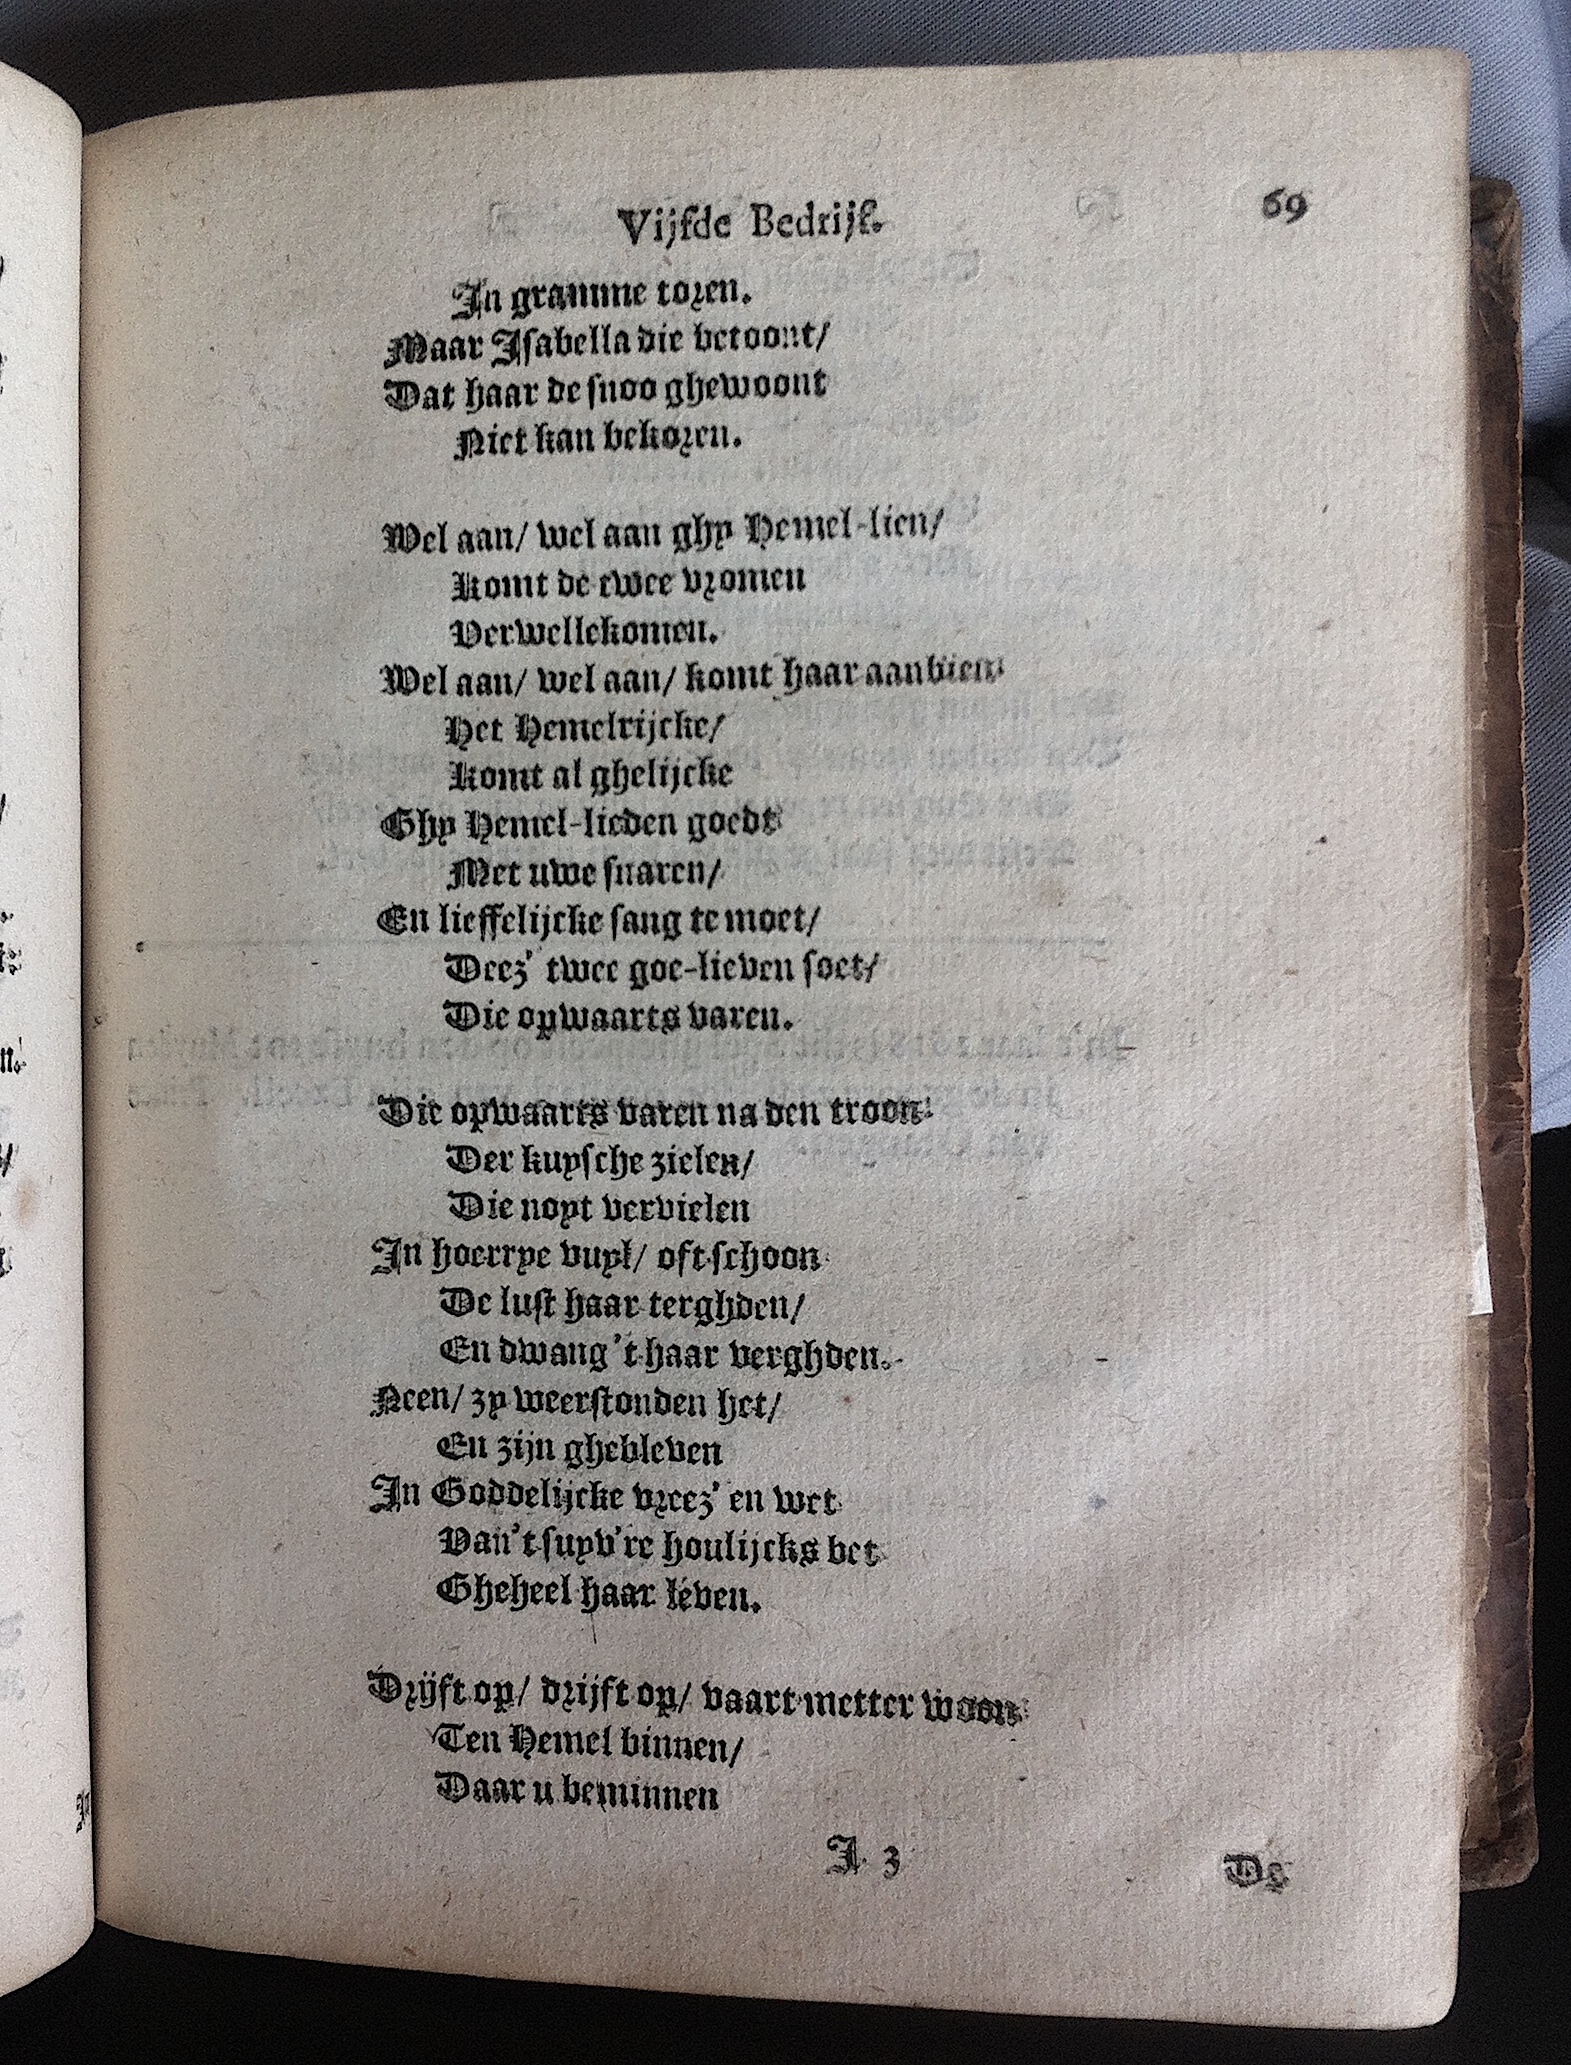 Vijfde Bedrijf. 69
In gramme toren.
Maar Isabella die betoont/
Dat haar de snoo ghewoont
Niet kan bekoren.
Wel aan/ wel aan ghy Hemel-lien/
Komt de twee vromen
Verwellekomen.
Wel aan/ wel aan/ komt haar aanbien
Het Hemelrijcke/
Komt al ghelijcke
Ghy Hemel-lieden goedt
Met uwe snaren/
En lieffelijcke sang te moet/
Deez' twee goe-lieven soet/
Die opwaarts varen.
Die opwaarts varen na den troon
Der kuysche zielen/
Die noyt vervielen
In hoerrye vuyl/ oft schoon
De lust haar terghden/
En dwang 't haar verghden.
Neen/ zy weerstonden het/
En zijn ghebleven
In Goddelijcke vreez' en wet
Van 't suyv're houlijcks bet
Gheheel haar leven.
Drijft op/ drijft op/ vaart metter woon
Ten Hemel binnen/
Daar u beminnen
I 3